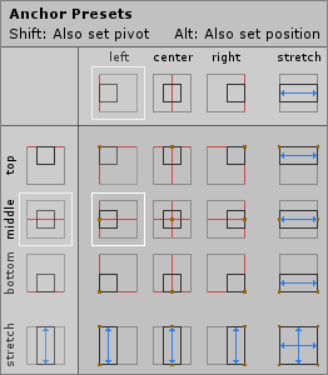 Anchor Presets
Shift: Also set pivot Alt: Also set position
left center right stretch
top
middle
bottom
stretch